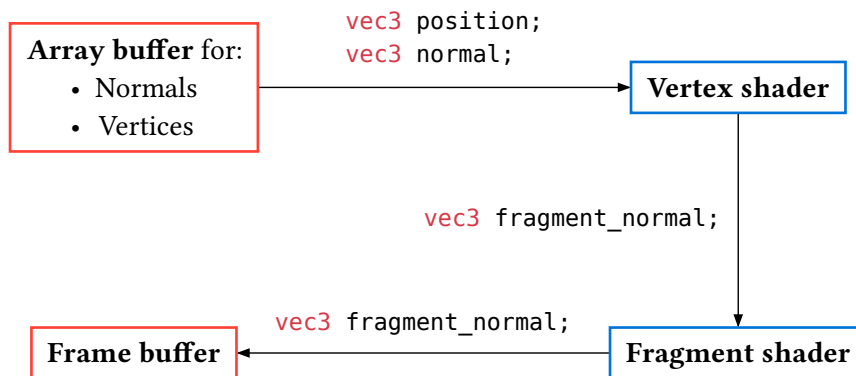 vec3 position;
vec3 normal;
Array buffer for:
• Normals
• Vertices
Vertex shader
vec3 fragment_normal;
vec3 fragment_normal;
Frame buffer
Fragment shader